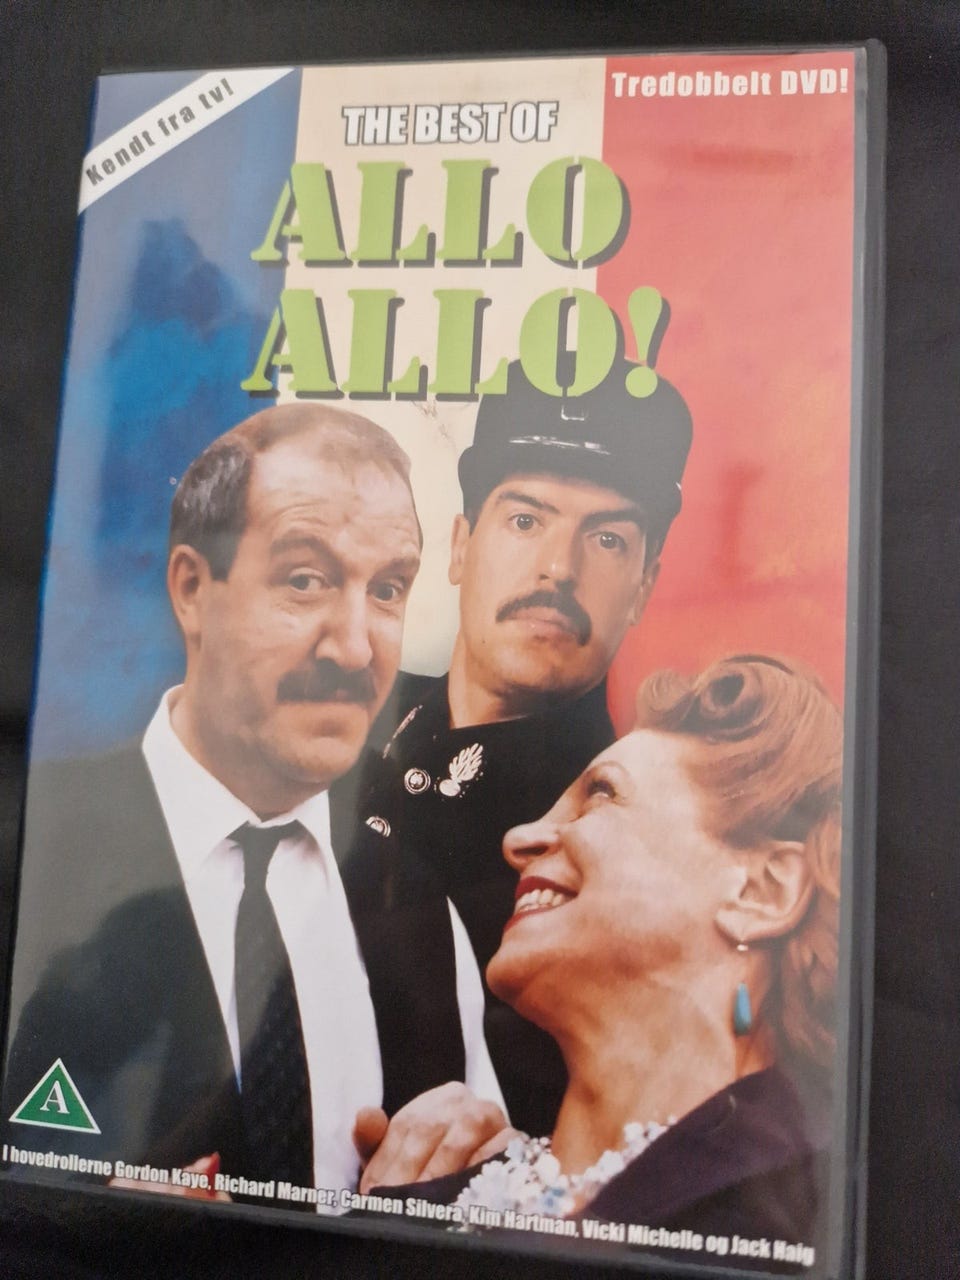 Kendt fra tv!
Tredobbelt DVD!
THE BEST OF
ALLO
ALLO!
A
I hovedrollerne Gordon Kaye, Richard Marner, Carmen Silvera, Kim Hartman, Vicki Michelle og Jack Haig